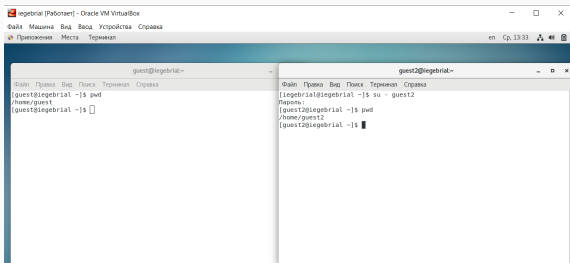 iegebrial [Работает] - Oracle VM VirtualBox
Файл Машина Вид Ввод Устройства Справка
Приложения Места Терминал
en Ср, 13:33
guest@iegebrial:~
Файл Правка Вид Поиск Терминал Справка
[guest@iegebrial ~]$ pwd
/home/guest
[guest@iegebrial ~]$
guest2@iegebrial:~
Файл Правка Вид Поиск Терминал Справка
[iegebrial@iegebrial ~]$ su - guest2
Пароль:
[guest2@iegebrial ~]$ pwd
/home/guest2
[guest2@iegebrial ~]$